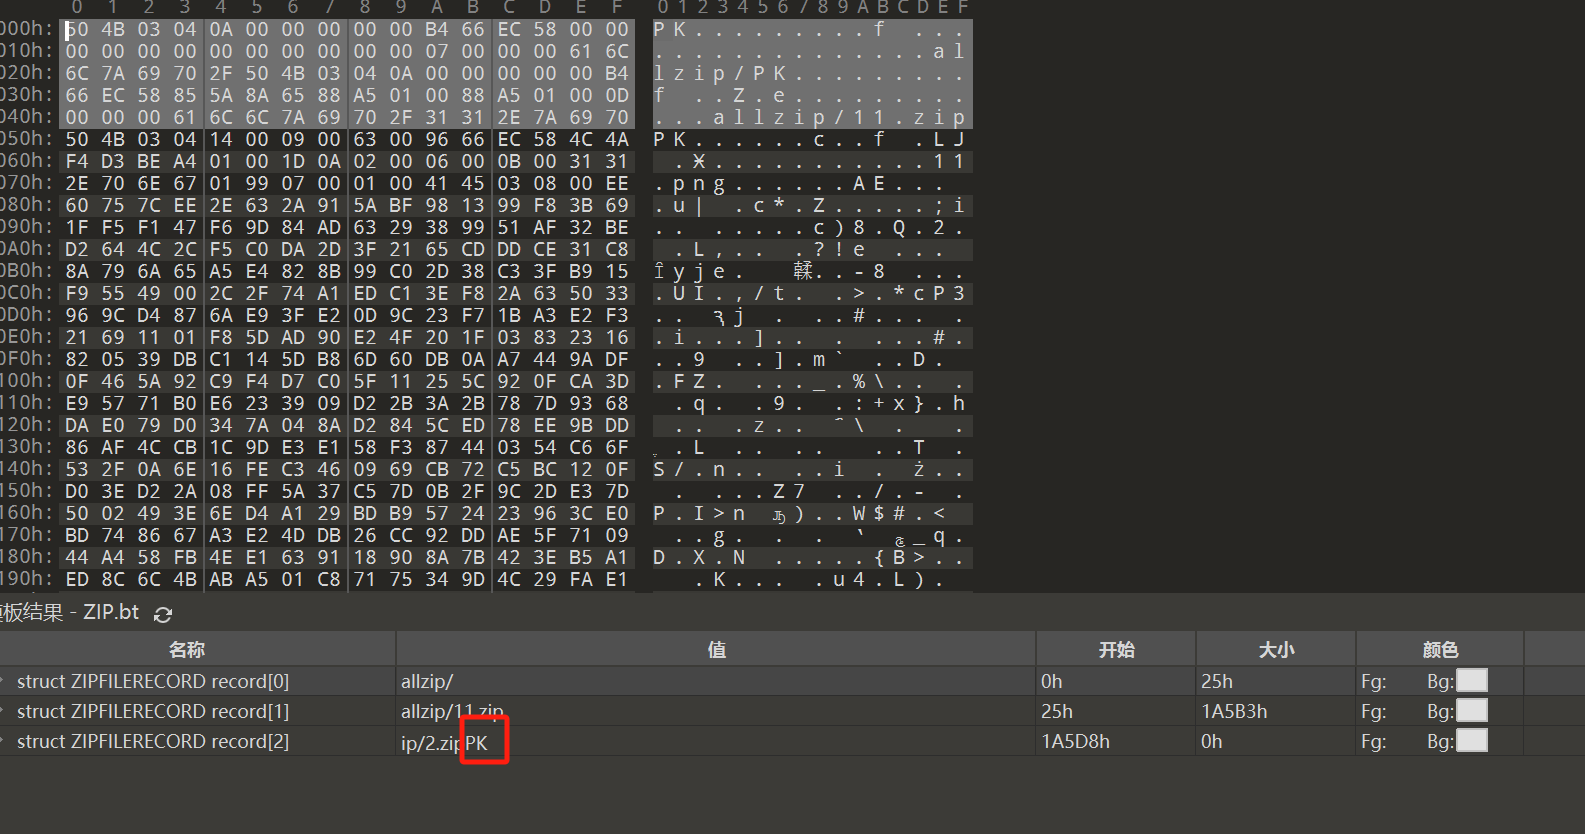 0 1 2 3 4 5 6 7 8 9 A B C D E F 0 1 2 3 4 5 6 7 8 9 A B C D E F
000h: 50 4B 03 04 0A 00 00 00 00 00 B4 66 EC 58 00 00 PK.........f ...
010h: 00 00 00 00 00 00 00 00 00 00 07 00 00 00 61 6C ..............al
020h: 6C 7A 69 70 2F 50 4B 03 04 0A 00 00 00 00 00 B4 lzip/PK.........
030h: 66 EC 58 85 5A 8A 65 88 A5 01 00 88 A5 01 00 0D f ..Z.e.........
040h: 00 00 00 61 6C 6C 7A 69 70 2F 31 31 2E 7A 69 70 ...allzip/11.zip
050h: 50 4B 03 04 14 00 09 00 63 00 96 66 EC 58 4C 4A PK......c..f .LJ
060h: F4 D3 BE A4 01 00 1D 0A 02 00 06 00 0B 00 31 31 .Ӿ...........11
070h: 2E 70 6E 67 01 99 07 00 01 00 41 45 03 08 00 EE .png......AE...
080h: 60 75 7C EE 2E 63 2A 91 5A BF 98 13 99 F8 3B 69 .u| .c*.Z.....;i
090h: 1F F5 F1 47 F6 9D 84 AD 63 29 38 99 51 AF 32 BE .. .....c)8.Q.2.
0A0h: D2 64 4C 2C F5 C0 DA 2D 3F 21 65 CD DD CE 31 C8 ..L,.. .?!e ...
0B0h: 8A 79 6A 65 A5 E4 82 8B 99 C0 2D 38 C3 3F B9 15 yje. ..-8 ...
0C0h: F9 55 49 00 2C 2F 74 A1 ED C1 3E F8 2A 63 50 33 .UI.,/t. .>.*cP3
0D0h: 96 9C D4 87 6A E9 3F E2 0D 9C 23 F7 1B A3 E2 F3 .. j . ..#... .
0E0h: 21 69 11 01 F8 5D AD 90 E2 4F 20 1F 03 83 23 16 .i...].. . ...#.
0F0h: 82 05 39 DB C1 14 5D B8 6D 60 DB 0A A7 44 9A DF ..9 ..].m` ..D.
100h: 0F 46 5A 92 C9 F4 D7 C0 5F 11 25 5C 92 0F CA 3D .FZ. ..._.%\.. .
110h: E9 57 71 B0 E6 23 39 09 D2 2B 3A 2B 78 7D 93 68 .q. .9. .:+x}.h
120h: DA E0 79 D0 34 7A 04 8A D2 84 5C ED 78 EE 9B DD ..z.. \ . .
130h: 86 AF 4C CB 1C 9D E3 E1 58 F3 87 44 03 54 C6 6F .L .. .. ..T.
140h: 53 2F 0A 6E 16 FE C3 46 09 69 CB 72 C5 BC 12 0F S/.n.. ..i ż..
150h: D0 3E D2 2A 08 FF 5A 37 C5 7D 0B 2F 9C 2D E3 7D . ...Z7 ../.- .
160h: 50 02 49 3E 6E D4 A1 29 BD B9 57 24 23 96 3C E0 P.I>n ԡ)..W$#.<
170h: BD 74 86 67 A3 E2 4D DB 26 CC 92 DD AE 5F 71 09 ..g. . . _q.
180h: 44 A4 58 FB 4E E1 63 91 18 90 8A 7B 42 3E B5 A1 D.X.N .....{B>..
190h: ED 8C 6C 4B AB A5 01 C8 71 75 34 9D 4C 29 FA E1 .K... .u4.L).
板结果 - ZIP.bt
名称 值 开始 大小 颜色
struct ZIPFILERECORD record[0] allzip/ 0h 25h Fg: Bg:
struct ZIPFILERECORD record[1] allzip/11.zip 25h 1A5B3h Fg: Bg:
struct ZIPFILERECORD record[2] ip/2.zipPK 1A5D8h 0h Fg: Bg: